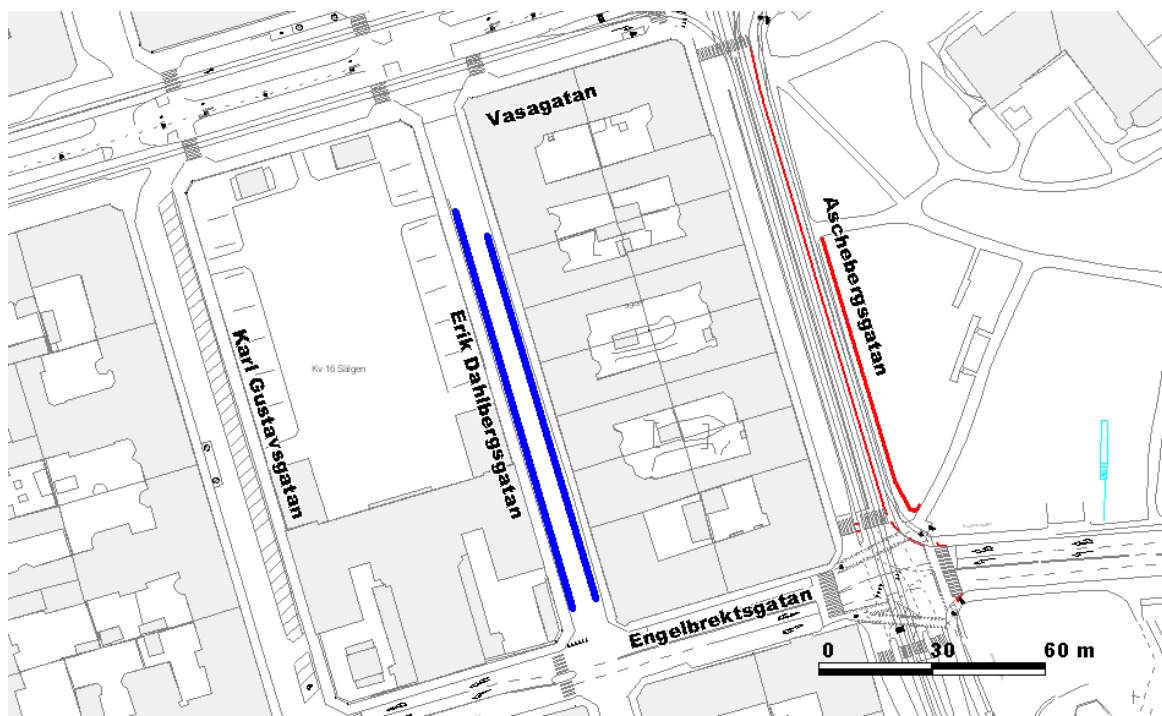 Vasagatan
Aschebergsgatan
Erik Dahlbergsgatan
Karl Gustavsgatan
Kv 16 Sälgen
Engelbrektsgatan
0 30 60 m